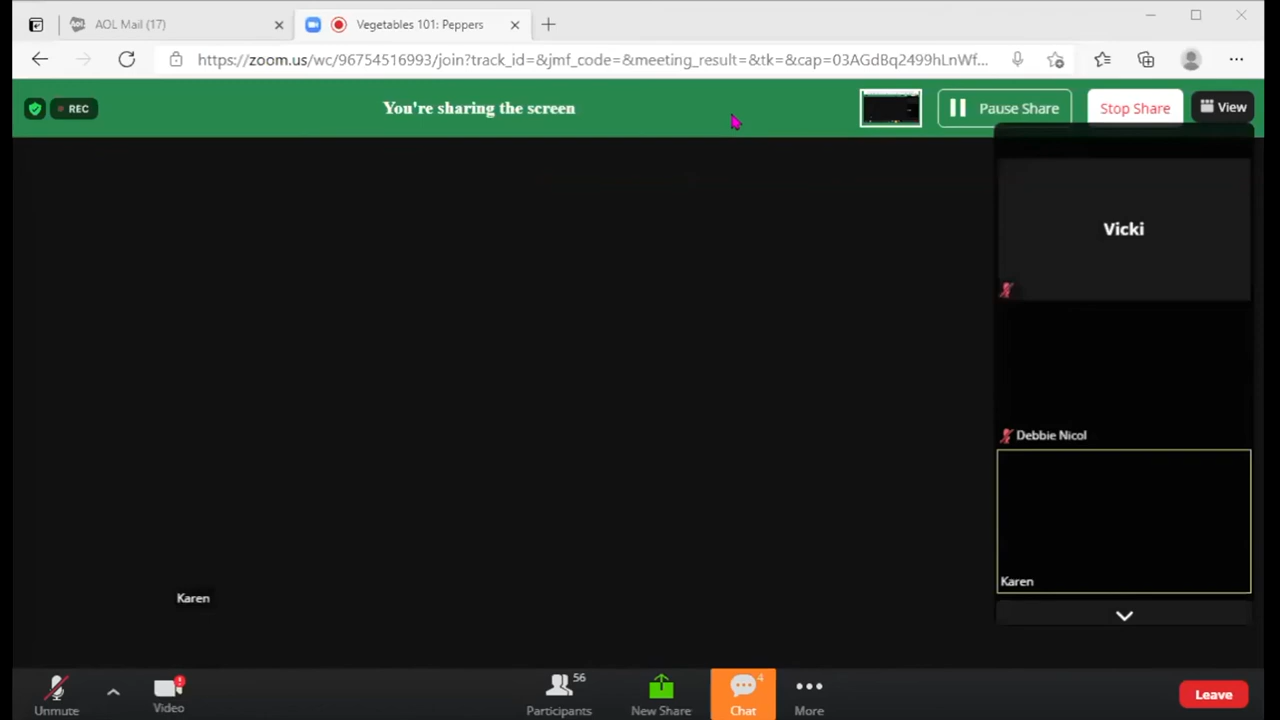 AOL Mail (17)
Vegetables 101: Peppers
https://zoom.us/wc/96754516993/join?track_id=&jmf_code=&meeting_result=&tk=&cap=03AGdBq2499hLnWf...
REC
You're sharing the screen
Pause Share
Stop Share
View
Vicki
Debbie Nicol
Karen
Karen
Unmute
Video
56
Participants
New Share
4
Chat
More
Leave